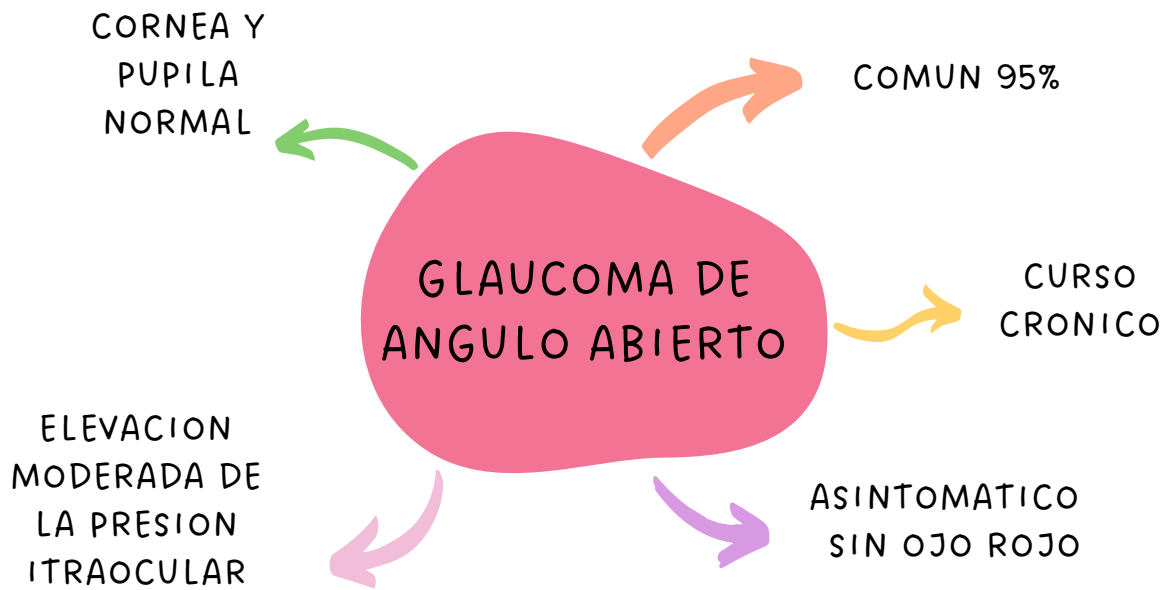 CORNEA Y
PUPILA
NORMAL
COMUN 95%
GLAUCOMA DE
ANGULO ABIERTO
CURSO
CRONICO
ELEVACION
MODERADA DE
LA PRESION
ITRAOCULAR
ASINTOMATICO
SIN OJO ROJO